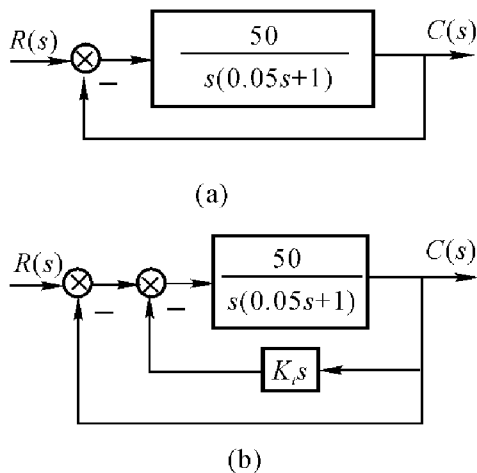 R(s)
50
s(0.05s+1)
C(s)
−
(a)
R(s)
50
s(0.05s+1)
C(s)
−
−
Kₜs
(b)